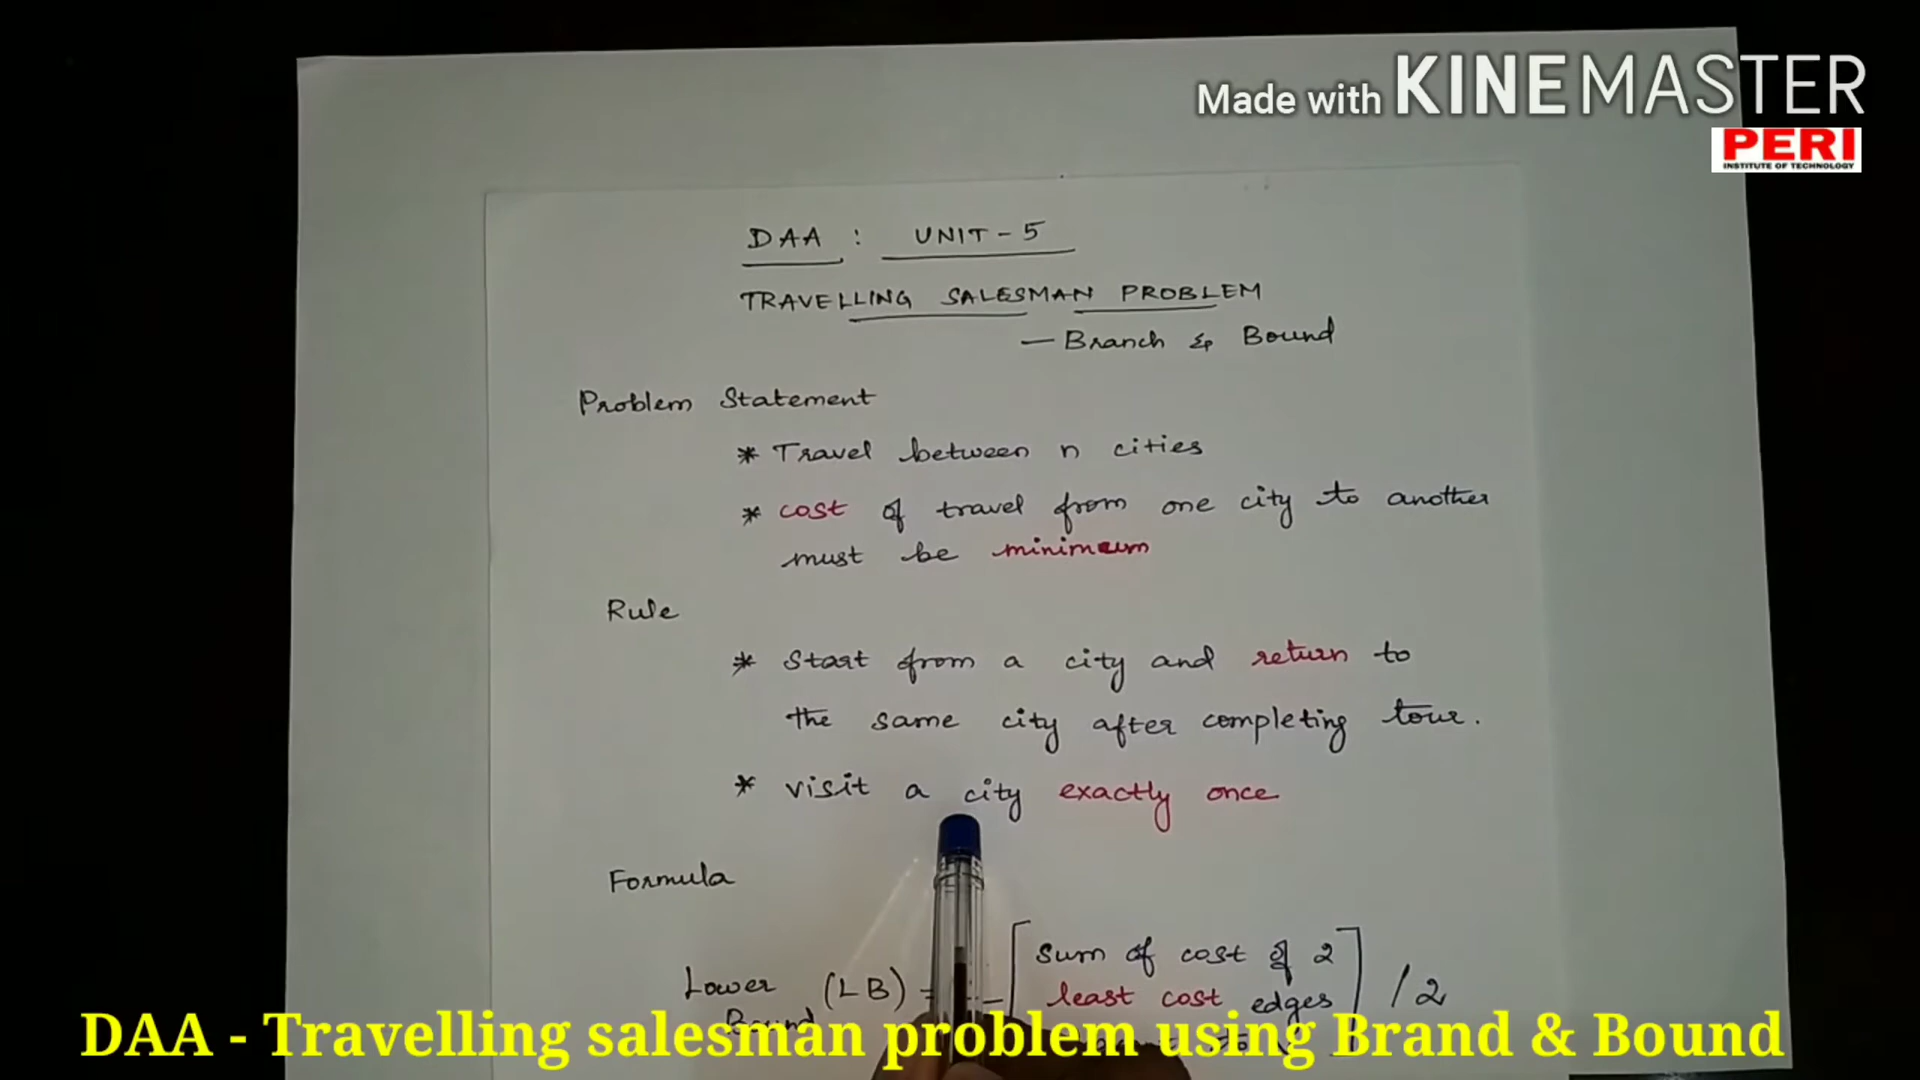 Made with KINEMASTER
PERI
INSTITUTE OF TECHNOLOGY
DAA : UNIT-5
TRAVELLING SALESMAN PROBLEM
— Branch & Bound
Problem Statement
* Travel between n cities
* cost of travel from one city to another
must be minimum
Rule
* Start from a city and return to
the same city after completing tour.
* visit a city exactly once
Formula
Lower (LB) = [sum of cost of 2
least cost edges] /2
Bound
DAA - Travelling salesman problem using Brand & Bound